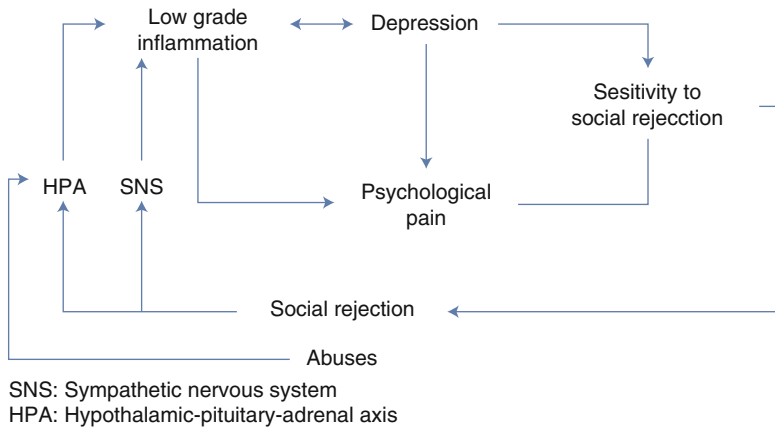 Low grade
inflammation
Depression
Sesitivity to
social rejecction
HPA
SNS
Psychological
pain
Social rejection
Abuses
SNS: Sympathetic nervous system
HPA: Hypothalamic-pituitary-adrenal axis